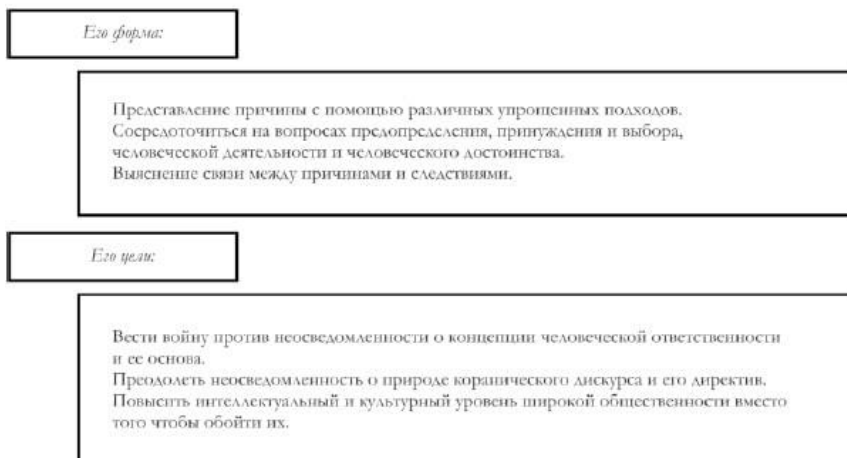 Его форма:
Представление причины с помощью различных упрощенных подходов.
Сосредоточиться на вопросах предопределения, принуждения и выбора,
человеческой деятельности и человеческого достоинства.
Выяснение связи между причинами и следствиями.
Его цели:
Вести войну против неосведомленности о концепции человеческой ответственности
и ее основа.
Преодолеть неосведомленность о природе коранического дискурса и его директив.
Повысить интеллектуальный и культурный уровень широкой общественности вместо
того чтобы обойти их.